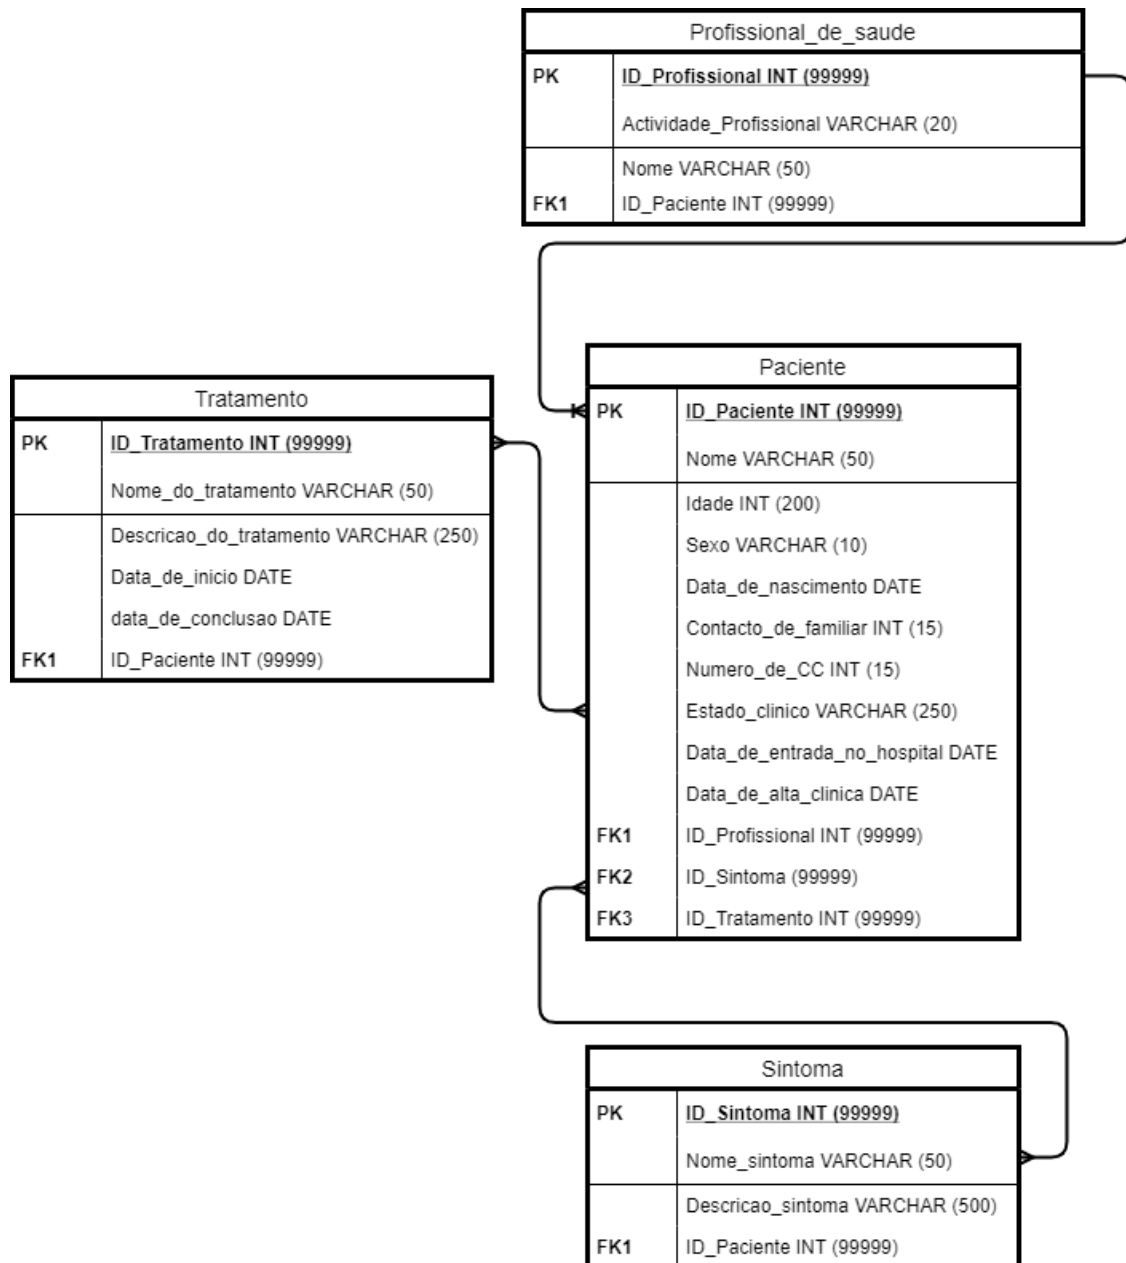 Profissional_de_saude
PK ID_Profissional INT (99999)
Actividade_Profissional VARCHAR (20)
Nome VARCHAR (50)
FK1 ID_Paciente INT (99999)
Tratamento
PK ID_Tratamento INT (99999)
Nome_do_tratamento VARCHAR (50)
Descricao_do_tratamento VARCHAR (250)
Data_de_inicio DATE
data_de_conclusao DATE
FK1 ID_Paciente INT (99999)
Paciente
PK ID_Paciente INT (99999)
Nome VARCHAR (50)
Idade INT (200)
Sexo VARCHAR (10)
Data_de_nascimento DATE
Contacto_de_familiar INT (15)
Numero_de_CC INT (15)
Estado_clinico VARCHAR (250)
Data_de_entrada_no_hospital DATE
Data_de_alta_clinica DATE
FK1 ID_Profissional INT (99999)
FK2 ID_Sintoma (99999)
FK3 ID_Tratamento INT (99999)
Sintoma
PK ID_Sintoma INT (99999)
Nome_sintoma VARCHAR (50)
Descricao_sintoma VARCHAR (500)
FK1 ID_Paciente INT (99999)